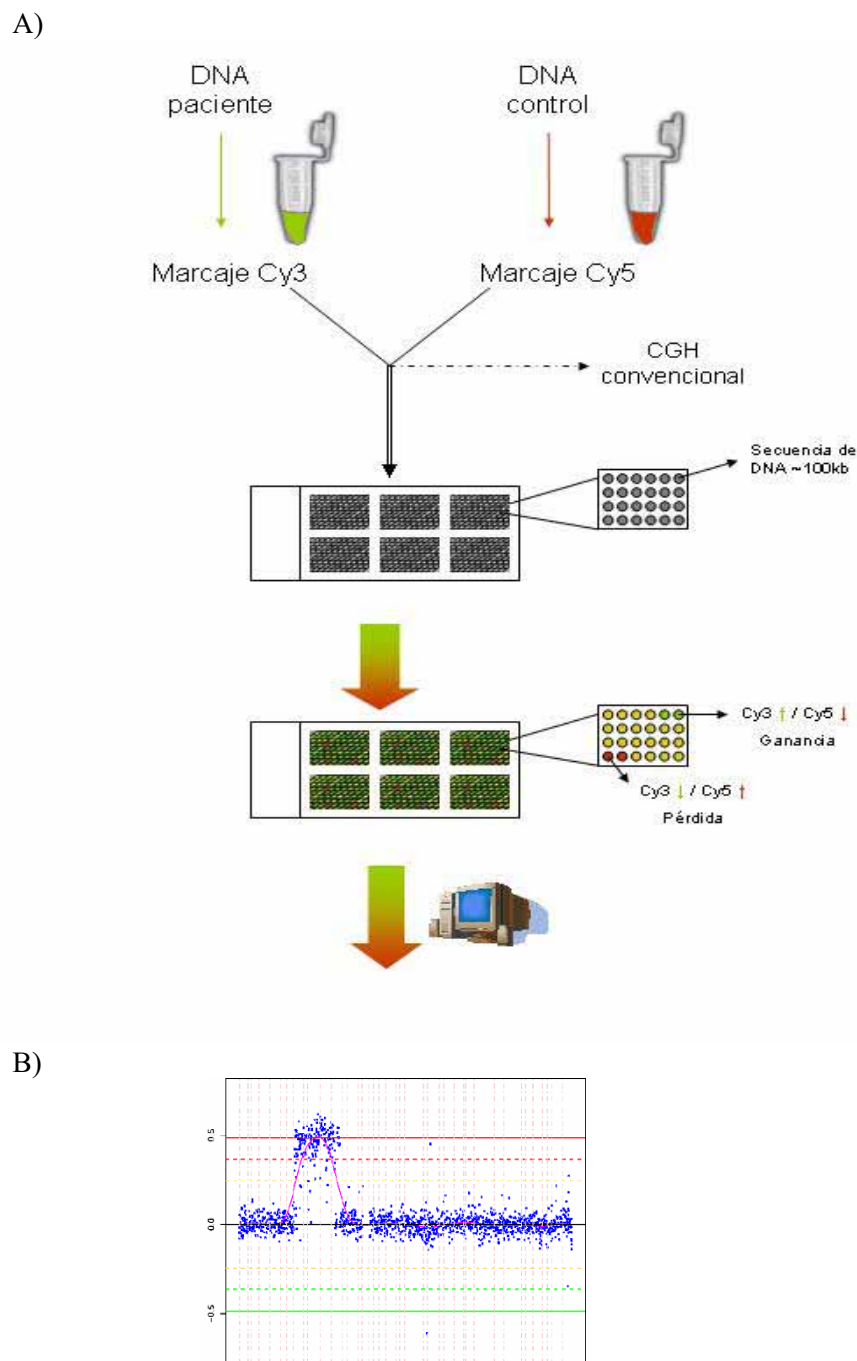 A)
DNA
paciente
DNA
control
Marcaje Cy3
Marcaje Cy5
CGH
convencional
Secuencia de
DNA ~100kb
Cy3 ↑ / Cy5 ↓
Ganancia
Cy3 ↓ / Cy5 ↑
Pérdida
B)
0.5
0.0
-0.5